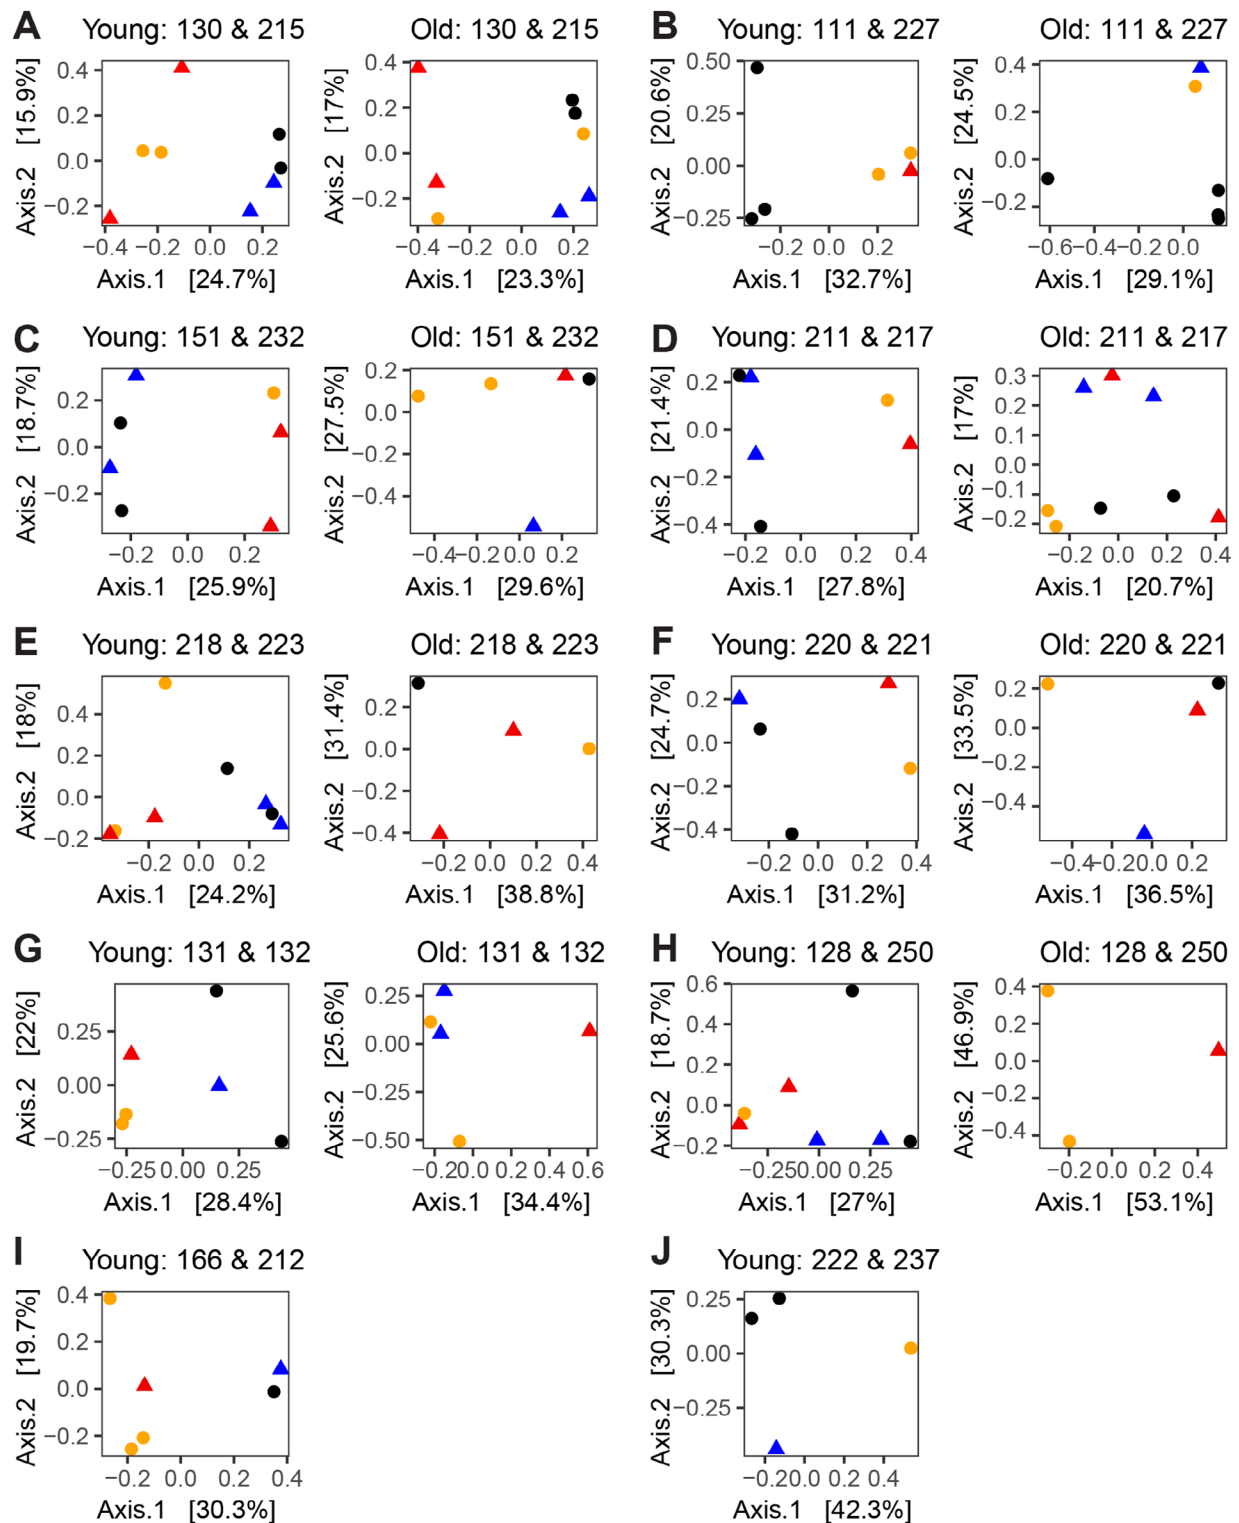 A
Young: 130 & 215
Axis.2 [15.9%]
0.4
0.2
0.0
−0.2
−0.4 −0.2 0.0 0.2
Axis.1 [24.7%]
Old: 130 & 215
Axis.2 [17%]
0.4
0.2
0.0
−0.2
−0.4 −0.2 0.0 0.2
Axis.1 [23.3%]
B
Young: 111 & 227
Axis.2 [20.6%]
0.50
0.25
0.00
−0.25
−0.2 0.0 0.2
Axis.1 [32.7%]
Old: 111 & 227
Axis.2 [24.5%]
0.4
0.2
0.0
−0.2
−0.6−0.4−0.2 0.0
Axis.1 [29.1%]
C
Young: 151 & 232
Axis.2 [18.7%]
0.2
0.0
−0.2
−0.2 0.0 0.2
Axis.1 [25.9%]
Old: 151 & 232
Axis.2 [27.5%]
0.2
0.0
−0.2
−0.4
−0.4−0.2 0.0 0.2
Axis.1 [29.6%]
D
Young: 211 & 217
Axis.2 [21.4%]
0.2
0.0
−0.2
−0.4
−0.2 0.0 0.2 0.4
Axis.1 [27.8%]
Old: 211 & 217
Axis.2 [17%]
0.3
0.2
0.1
0.0
−0.1
−0.2
−0.2 0.0 0.2 0.4
Axis.1 [20.7%]
E
Young: 218 & 223
Axis.2 [18%]
0.4
0.2
0.0
−0.2
−0.2 0.0 0.2
Axis.1 [24.2%]
Old: 218 & 223
Axis.2 [31.4%]
0.2
0.0
−0.2
−0.4
−0.2 0.0 0.2 0.4
Axis.1 [38.8%]
F
Young: 220 & 221
Axis.2 [24.7%]
0.2
0.0
−0.2
−0.4
−0.2 0.0 0.2 0.4
Axis.1 [31.2%]
Old: 220 & 221
Axis.2 [33.5%]
0.2
0.0
−0.2
−0.4
−0.4−0.20.0 0.2
Axis.1 [36.5%]
G
Young: 131 & 132
Axis.2 [22%]
0.25
0.00
−0.25
−0.25 0.00 0.25
Axis.1 [28.4%]
Old: 131 & 132
Axis.2 [25.6%]
0.25
0.00
−0.25
−0.50
−0.20.0 0.2 0.4 0.6
Axis.1 [34.4%]
H
Young: 128 & 250
Axis.2 [18.7%]
0.6
0.4
0.2
0.0
−0.2
−0.250.00 0.25
Axis.1 [27%]
Old: 128 & 250
Axis.2 [46.9%]
0.4
0.2
0.0
−0.2
−0.4
−0.20.0 0.2 0.4
Axis.1 [53.1%]
I
Young: 166 & 212
Axis.2 [19.7%]
0.4
0.2
0.0
−0.2
−0.2 0.0 0.2 0.4
Axis.1 [30.3%]
J
Young: 222 & 237
Axis.2 [30.3%]
0.25
0.00
−0.25
−0.20.0 0.2 0.4
Axis.1 [42.3%]